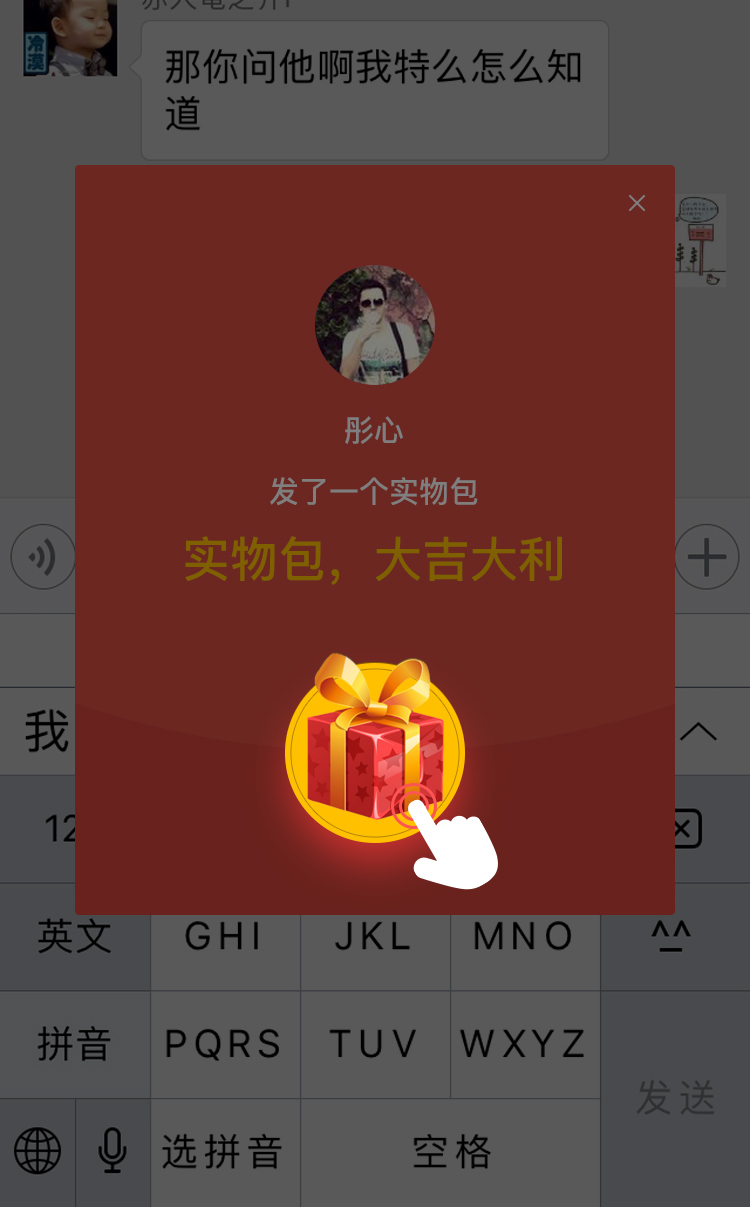 冷漠
那你问他啊我特么怎么知
道
彤心
发了一个实物包
实物包，大吉大利
我
12
英文
GHI
JKL
MNO
^^
拼音
PQRS
TUV
WXYZ
发送
选拼音
空格